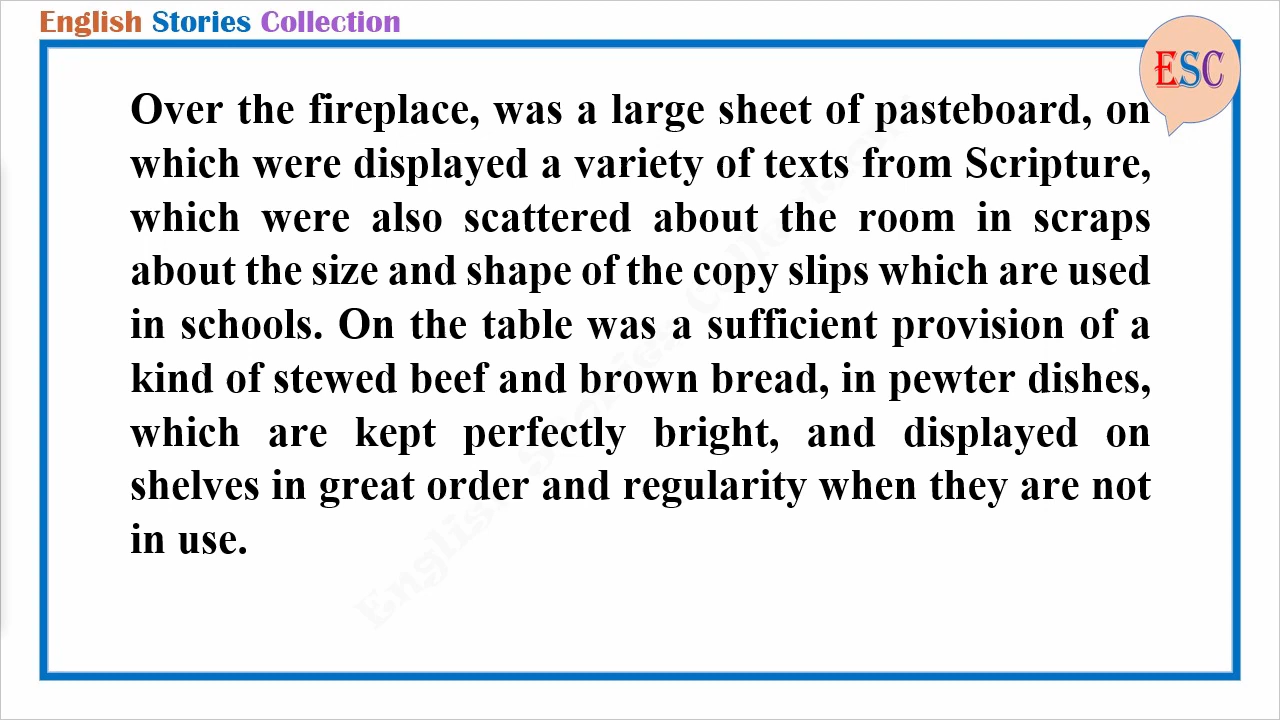 English Stories Collection
ESC
Over the fireplace, was a large sheet of pasteboard, on
which were displayed a variety of texts from Scripture,
which were also scattered about the room in scraps
about the size and shape of the copy slips which are used
in schools. On the table was a sufficient provision of a
kind of stewed beef and brown bread, in pewter dishes,
which are kept perfectly bright, and displayed on
shelves in great order and regularity when they are not
in use.
English Stories Collection